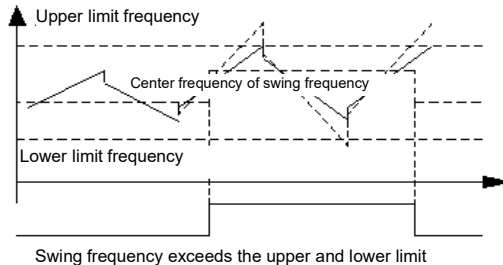 Upper limit frequency
Center frequency of swing frequency
Lower limit frequency
Swing frequency exceeds the upper and lower limit